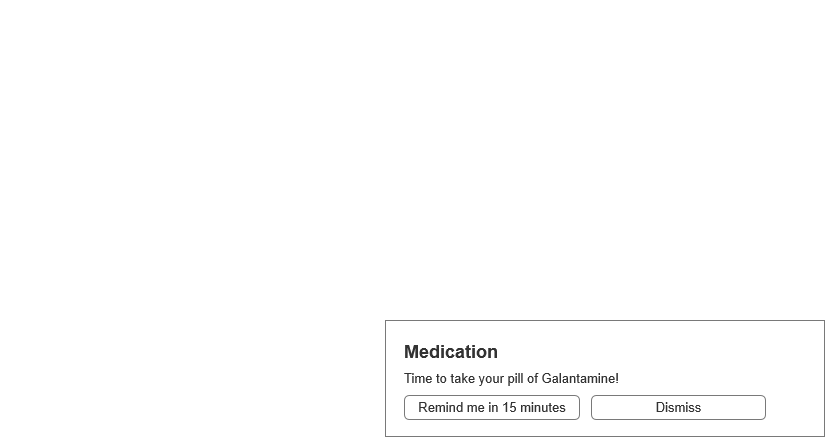 Medication
Time to take your pill of Galantamine!
Remind me in 15 minutes
Dismiss